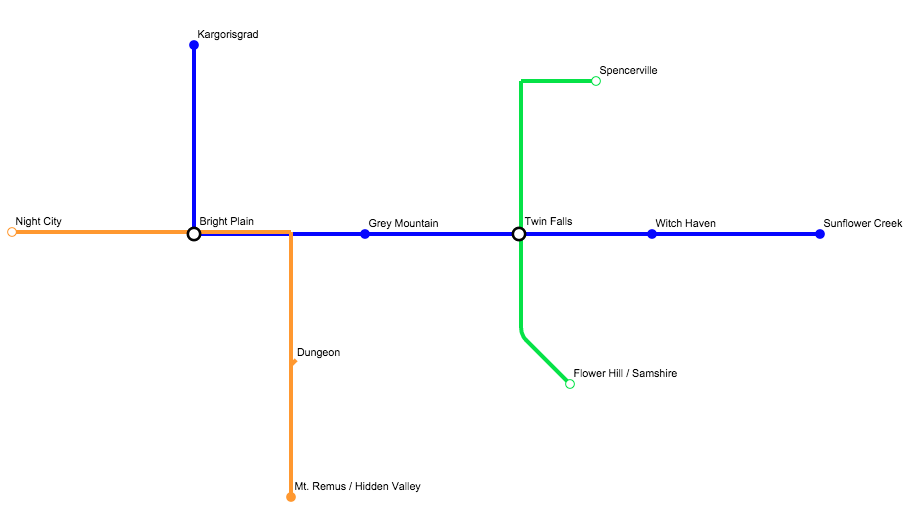 Kargorisgrad
Spencerville
Night City
Bright Plain
Grey Mountain
Twin Falls
Witch Haven
Sunflower Creek
Dungeon
Flower Hill / Samshire
Mt. Remus / Hidden Valley